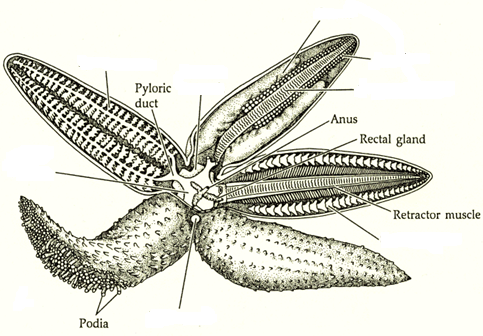 Pyloric
duct
Anus
Rectal gland
Retractor muscle
Podia